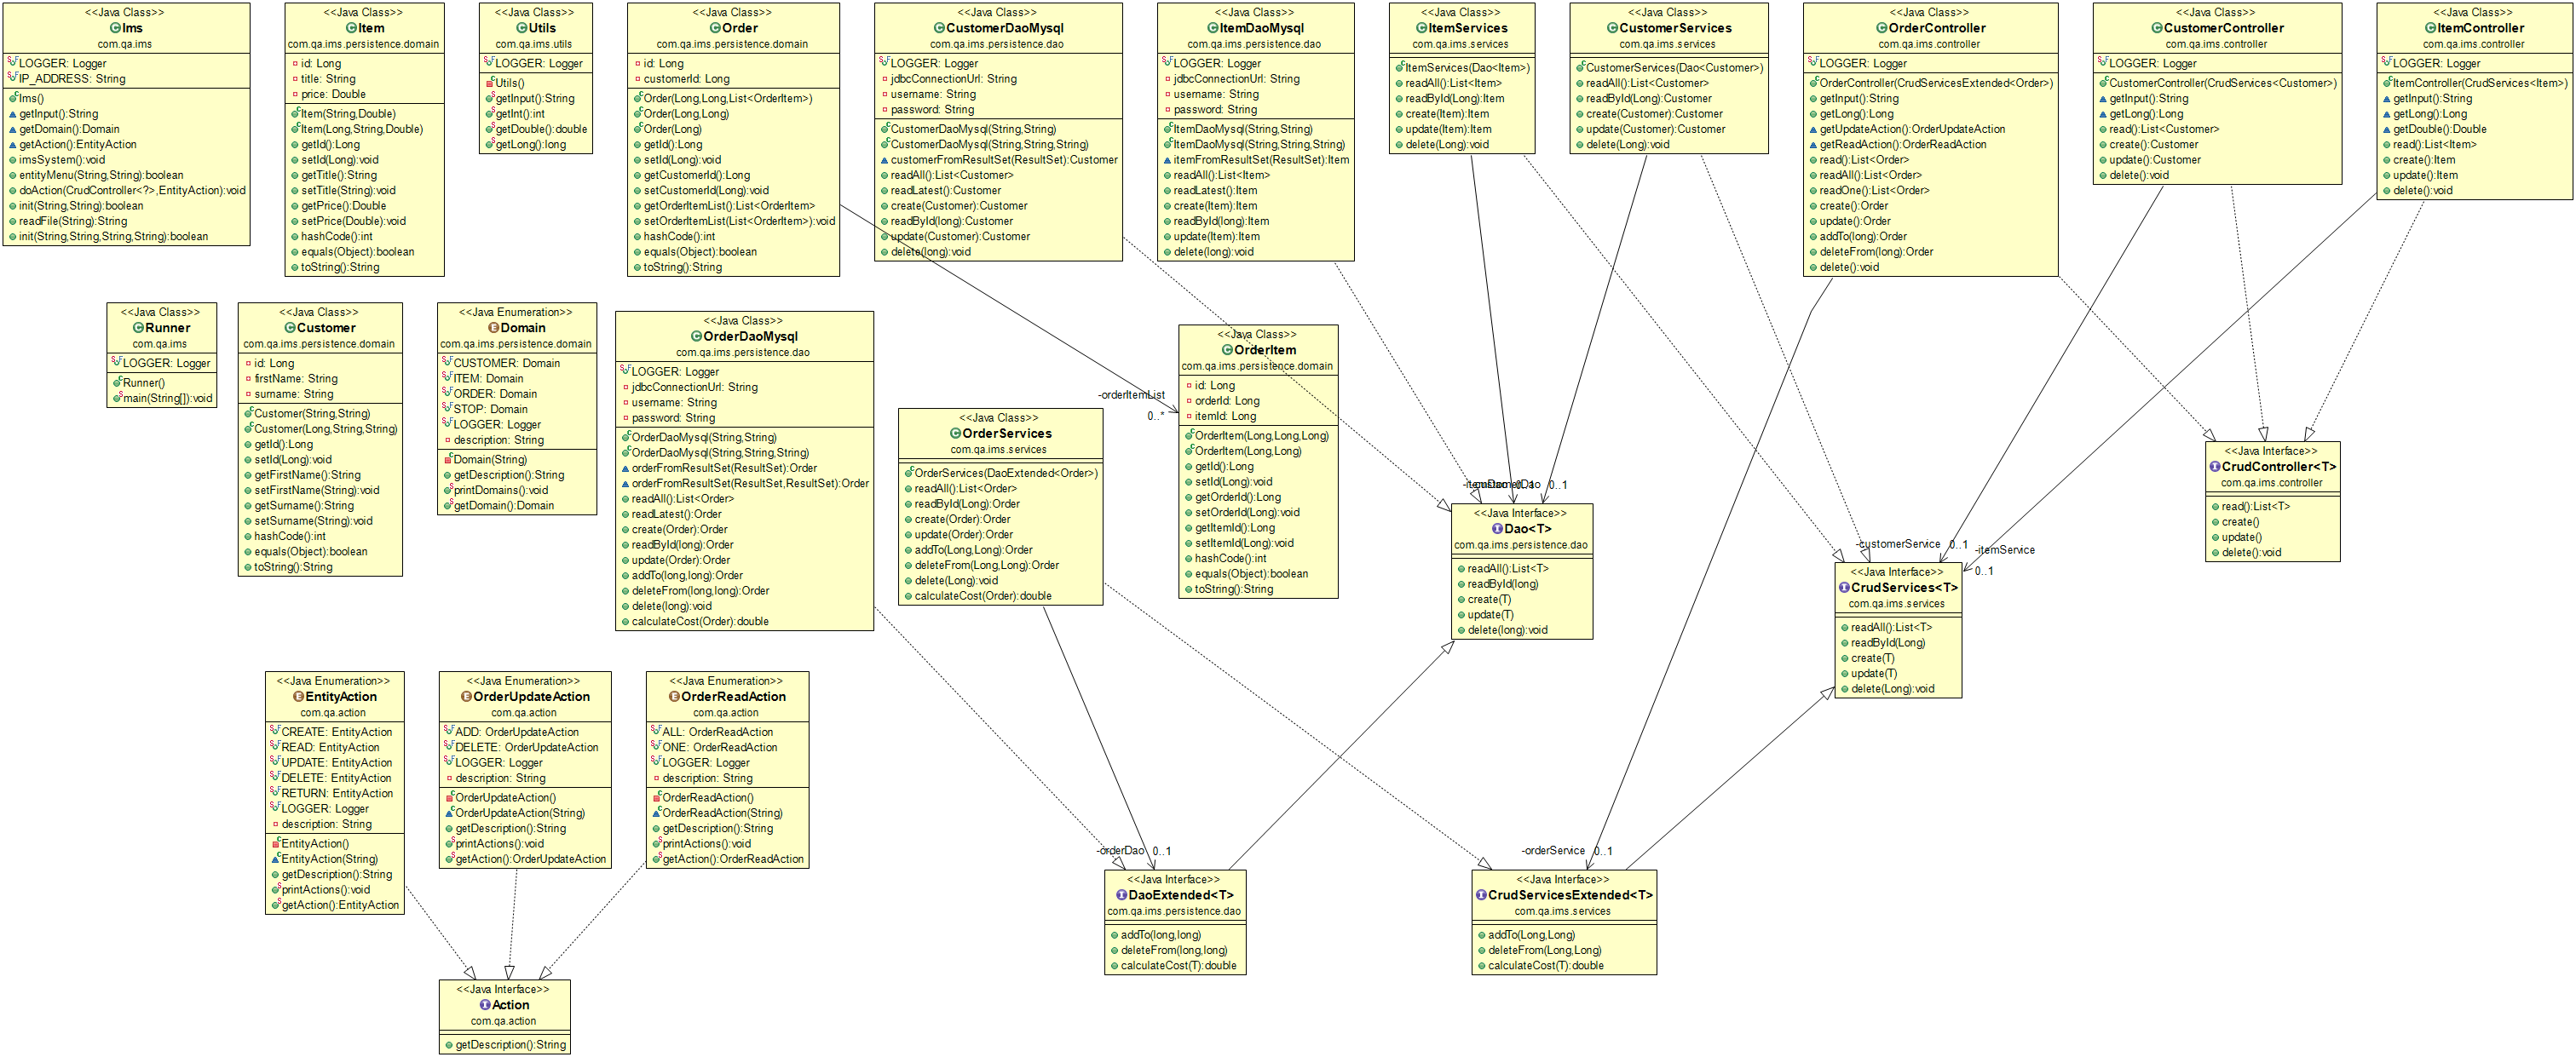 <<Java Class>>
Ims
com.qa.ims
LOGGER: Logger
IP_ADDRESS: String
Ims()
getInput():String
getDomain():Domain
getAction():EntityAction
imsSystem():void
entityMenu(String,String):boolean
doAction(CrudController<?>,EntityAction):void
init(String,String):boolean
readFile(String):String
init(String,String,String,String):boolean
<<Java Class>>
Item
com.qa.ims.persistence.domain
id: Long
title: String
price: Double
Item(String,Double)
Item(Long,String,Double)
getId():Long
setId(Long):void
getTitle():String
setTitle(String):void
getPrice():Double
setPrice(Double):void
hashCode():int
equals(Object):boolean
toString():String
<<Java Class>>
Utils
com.qa.ims.utils
LOGGER: Logger
Utils()
getInput():String
getInt():int
getDouble():double
getLong():long
<<Java Class>>
Order
com.qa.ims.persistence.domain
id: Long
customerId: Long
Order(Long,Long,List<OrderItem>)
Order(Long,Long)
Order(Long)
getId():Long
setId(Long):void
getCustomerId():Long
setCustomerId(Long):void
getOrderItemList():List<OrderItem>
setOrderItemList(List<OrderItem>):void
hashCode():int
equals(Object):boolean
toString():String
<<Java Class>>
CustomerDaoMysql
com.qa.ims.persistence.dao
LOGGER: Logger
jdbcConnectionUrl: String
username: String
password: String
CustomerDaoMysql(String,String)
CustomerDaoMysql(String,String,String)
customerFromResultSet(ResultSet):Customer
readAll():List<Customer>
readLatest():Customer
create(Customer):Customer
readById(long):Customer
update(Customer):Customer
delete(long):void
<<Java Class>>
ItemDaoMysql
com.qa.ims.persistence.dao
LOGGER: Logger
jdbcConnectionUrl: String
username: String
password: String
ItemDaoMysql(String,String)
ItemDaoMysql(String,String,String)
itemFromResultSet(ResultSet):Item
readAll():List<Item>
readLatest():Item
create(Item):Item
readById(long):Item
update(Item):Item
delete(long):void
<<Java Class>>
ItemServices
com.qa.ims.services
ItemServices(Dao<Item>)
readAll():List<Item>
readById(Long):Item
create(Item):Item
update(Item):Item
delete(Long):void
<<Java Class>>
CustomerServices
com.qa.ims.services
CustomerServices(Dao<Customer>)
readAll():List<Customer>
readById(Long):Customer
create(Customer):Customer
update(Customer):Customer
delete(Long):void
<<Java Class>>
OrderController
com.qa.ims.controller
LOGGER: Logger
OrderController(CrudServicesExtended<Order>)
getInput():String
getLong():Long
getUpdateAction():OrderUpdateAction
getReadAction():OrderReadAction
read():List<Order>
readAll():List<Order>
readOne():List<Order>
create():Order
update():Order
addTo(long):Order
deleteFrom(long):Order
delete():void
<<Java Class>>
CustomerController
com.qa.ims.controller
LOGGER: Logger
CustomerController(CrudServices<Customer>)
getInput():String
getLong():Long
read():List<Customer>
create():Customer
update():Customer
delete():void
<<Java Class>>
ItemController
com.qa.ims.controller
LOGGER: Logger
ItemController(CrudServices<Item>)
getInput():String
getLong():Long
getDouble():Double
read():List<Item>
create():Item
update():Item
delete():void
<<Java Class>>
Runner
com.qa.ims
LOGGER: Logger
Runner()
main(String[]):void
<<Java Class>>
Customer
com.qa.ims.persistence.domain
id: Long
firstName: String
surname: String
Customer(String,String)
Customer(Long,String,String)
getId():Long
setId(Long):void
getFirstName():String
setFirstName(String):void
getSurname():String
setSurname(String):void
hashCode():int
equals(Object):boolean
toString():String
<<Java Enumeration>>
Domain
com.qa.ims.persistence.domain
CUSTOMER: Domain
ITEM: Domain
ORDER: Domain
STOP: Domain
LOGGER: Logger
description: String
Domain(String)
getDescription():String
printDomains():void
getDomain():Domain
<<Java Class>>
OrderDaoMysql
com.qa.ims.persistence.dao
LOGGER: Logger
jdbcConnectionUrl: String
username: String
password: String
OrderDaoMysql(String,String)
OrderDaoMysql(String,String,String)
orderFromResultSet(ResultSet):Order
orderFromResultSet(ResultSet,ResultSet):Order
readAll():List<Order>
readLatest():Order
create(Order):Order
readById(long):Order
update(Order):Order
addTo(long,long):Order
deleteFrom(long,long):Order
delete(long):void
calculateCost(Order):double
<<Java Class>>
OrderServices
com.qa.ims.services
OrderServices(DaoExtended<Order>)
readAll():List<Order>
readById(Long):Order
create(Order):Order
update(Order):Order
addTo(Long,Long):Order
deleteFrom(Long,Long):Order
delete(Long):void
calculateCost(Order):double
-orderItemList
0..*
<<Java Class>>
OrderItem
com.qa.ims.persistence.domain
id: Long
orderId: Long
itemId: Long
OrderItem(Long,Long,Long)
OrderItem(Long,Long)
getId():Long
setId(Long):void
getOrderId():Long
setOrderId(Long):void
getItemId():Long
setItemId(Long):void
hashCode():int
equals(Object):boolean
toString():String
0..1
0..1
<<Java Interface>>
Dao<T>
com.qa.ims.persistence.dao
readAll():List<T>
readById(long)
create(T)
update(T)
delete(long):void
-customerService
0..1
-itemService
0..1
<<Java Interface>>
CrudServices<T>
com.qa.ims.services
readAll():List<T>
readById(Long)
create(T)
update(T)
delete(Long):void
<<Java Interface>>
CrudController<T>
com.qa.ims.controller
read():List<T>
create()
update()
delete():void
<<Java Enumeration>>
EntityAction
com.qa.action
CREATE: EntityAction
READ: EntityAction
UPDATE: EntityAction
DELETE: EntityAction
RETURN: EntityAction
LOGGER: Logger
description: String
EntityAction()
EntityAction(String)
getDescription():String
printActions():void
getAction():EntityAction
<<Java Enumeration>>
OrderUpdateAction
com.qa.action
ADD: OrderUpdateAction
DELETE: OrderUpdateAction
LOGGER: Logger
description: String
OrderUpdateAction()
OrderUpdateAction(String)
getDescription():String
printActions():void
getAction():OrderUpdateAction
<<Java Enumeration>>
OrderReadAction
com.qa.action
ALL: OrderReadAction
ONE: OrderReadAction
LOGGER: Logger
description: String
OrderReadAction()
OrderReadAction(String)
getDescription():String
printActions():void
getAction():OrderReadAction
-orderDao
0..1
<<Java Interface>>
DaoExtended<T>
com.qa.ims.persistence.dao
addTo(long,long)
deleteFrom(long,long)
calculateCost(T):double
-orderService
0..1
<<Java Interface>>
CrudServicesExtended<T>
com.qa.ims.services
addTo(Long,Long)
deleteFrom(Long,Long)
calculateCost(T):double
<<Java Interface>>
Action
com.qa.action
getDescription():String